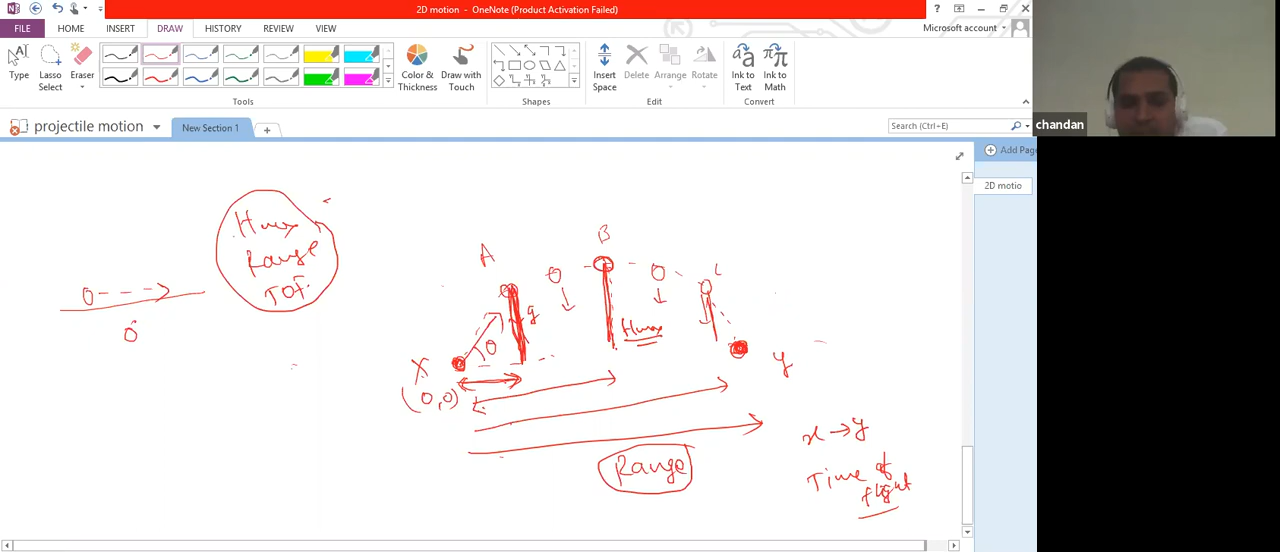 2D motion - OneNote (Product Activation Failed)
FILE HOME INSERT DRAW HISTORY REVIEW VIEW
Microsoft account
Type
Lasso Select
Eraser
Color & Thickness
Draw with Touch
Insert Space
Delete
Arrange
Rotate
Ink to Text
Ink to Math
Tools
Shapes
Edit
Convert
chandan
projectile motion
New Section 1
Search (Ctrl+E)
Add Pag
2D motio
Hmax
Range
TOF
A
B
g
Hmax
θ
X
(0,0)
y
Range
x → y
Time of
flight